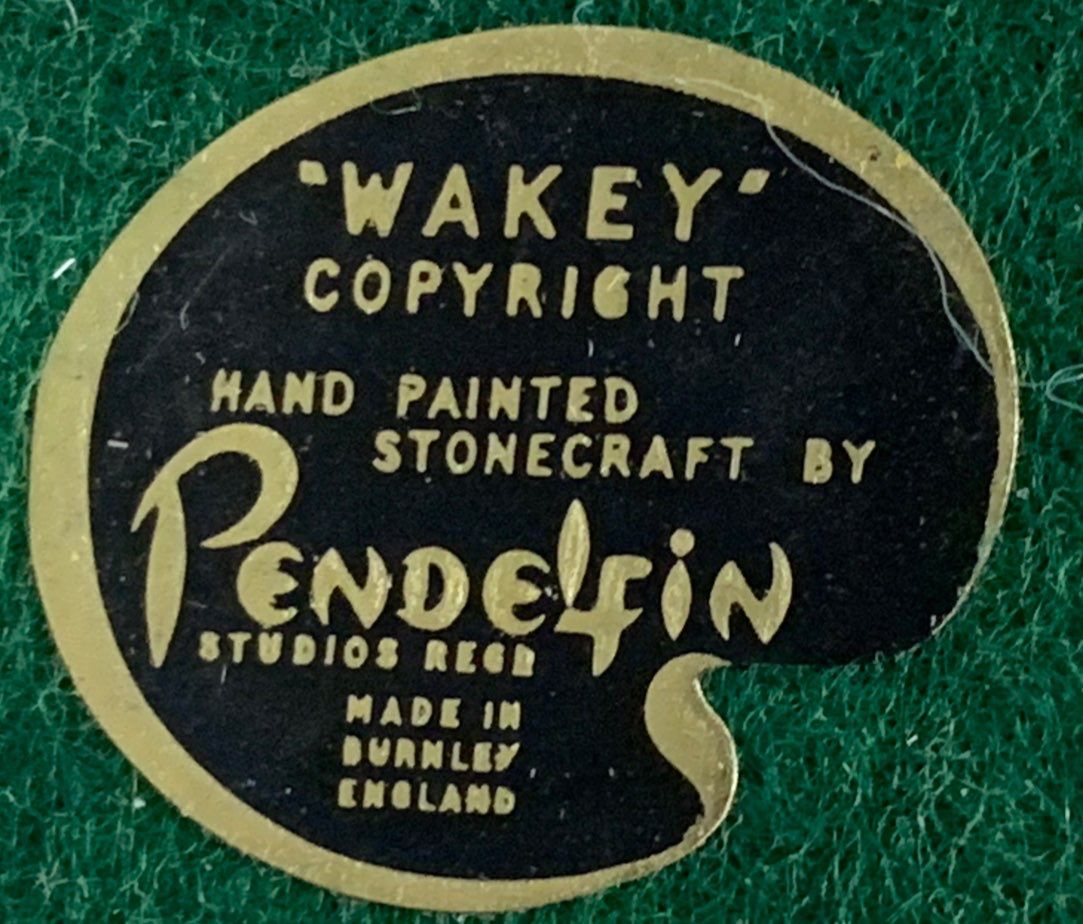 "WAKEY"
COPYRIGHT
HAND PAINTED
STONECRAFT BY
PENDELFIN
STUDIOS REGD
MADE IN
BURNLEY
ENGLAND